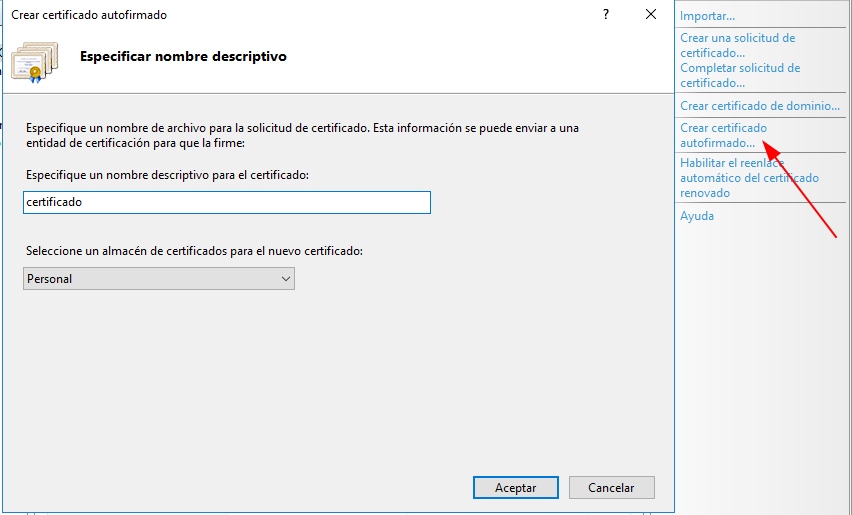 Crear certificado autofirmado
?
Especificar nombre descriptivo
Especifique un nombre de archivo para la solicitud de certificado. Esta información se puede enviar a una
entidad de certificación para que la firme:
Especifique un nombre descriptivo para el certificado:
certificado
Seleccione un almacén de certificados para el nuevo certificado:
Personal
Aceptar
Cancelar
Importar...
Crear una solicitud de
certificado...
Completar solicitud de
certificado...
Crear certificado de dominio...
Crear certificado
autofirmado...
Habilitar el reenlace
automático del certificado
renovado
Ayuda